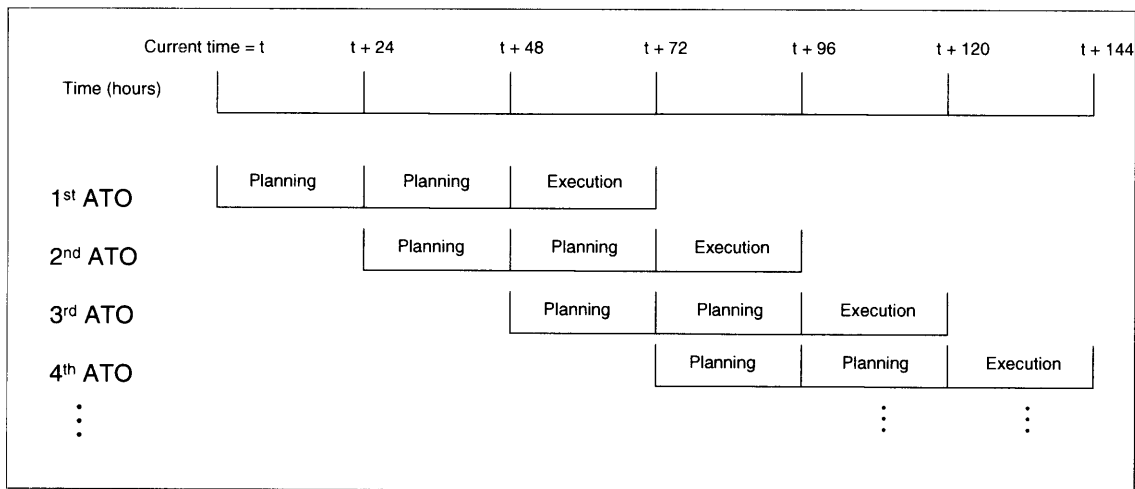 Current time = t t + 24 t + 48 t + 72 t + 96 t + 120 t + 144
Time (hours)
1st ATO Planning Planning Execution
2nd ATO Planning Planning Execution
3rd ATO Planning Planning Execution
4th ATO Planning Planning Execution